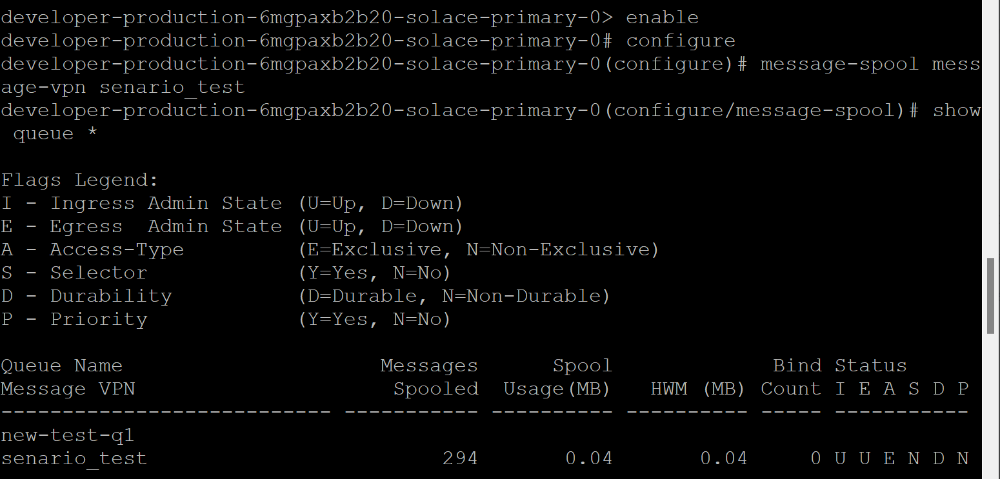 developer-production-6mgpaxb2b20-solace-primary-0> enable
developer-production-6mgpaxb2b20-solace-primary-0# configure
developer-production-6mgpaxb2b20-solace-primary-0(configure)# message-spool mess
age-vpn senario_test
developer-production-6mgpaxb2b20-solace-primary-0(configure/message-spool)# show
 queue *

Flags Legend:
I - Ingress Admin State (U=Up, D=Down)
E - Egress  Admin State (U=Up, D=Down)
A - Access-Type         (E=Exclusive, N=Non-Exclusive)
S - Selector            (Y=Yes, N=No)
D - Durability          (D=Durable, N=Non-Durable)
P - Priority            (Y=Yes, N=No)

Queue Name                     Messages      Spool             Bind Status
Message VPN                     Spooled  Usage(MB)   HWM (MB) Count I E A S D P
--------------------------- ----------- ---------- ---------- ----- -----------
new-test-q1
senario_test                        294       0.04       0.04     0 U U E N D N